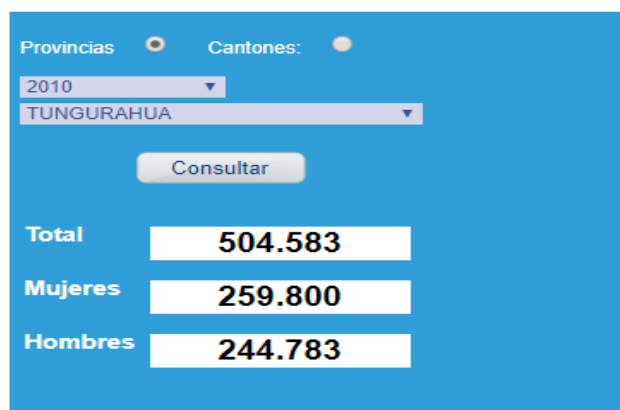 Provincias Cantones:
2010
TUNGURAHUA
Consultar
Total 504.583
Mujeres 259.800
Hombres 244.783